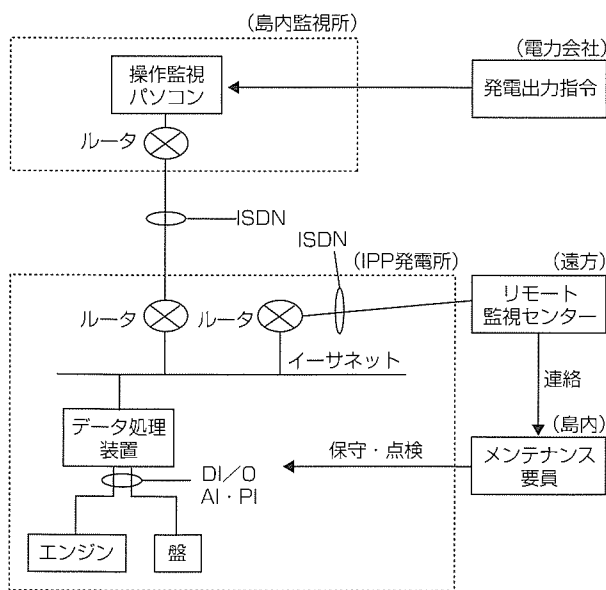 (島内監視所)
操作監視
パソコン
(電力会社)
発電出力指令
ルータ
ISDN
ISDN
(IPP発電所)
(遠方)
ルータ
ルータ
リモート
監視センター
イーサネット
連絡
データ処理
装置
(島内)
保守・点検
メンテナンス
要員
DI/O
AI・PI
エンジン
盤